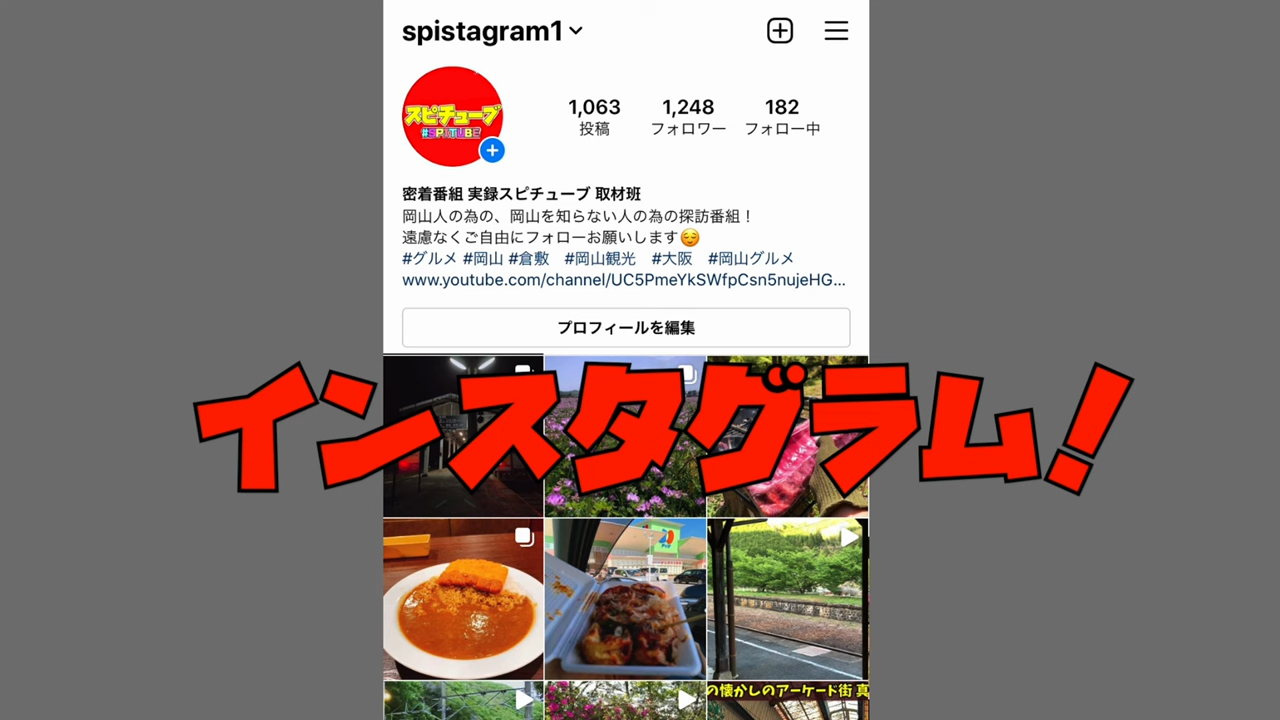 spistagram1
スピチューブ
#SPITUBE
1,063
投稿
1,248
フォロワー
182
フォロー中
密着番組 実録スピチューブ 取材班
岡山人の為の、岡山を知らない人の為の探訪番組！
遠慮なくご自由にフォローお願いします😌
#グルメ #岡山 #倉敷 #岡山観光 #大阪 #岡山グルメ
www.youtube.com/channel/UC5PmeYkSWfpCsn5nujeHG...
プロフィールを編集
インスタグラム！
の懐かしのアーケード街 真